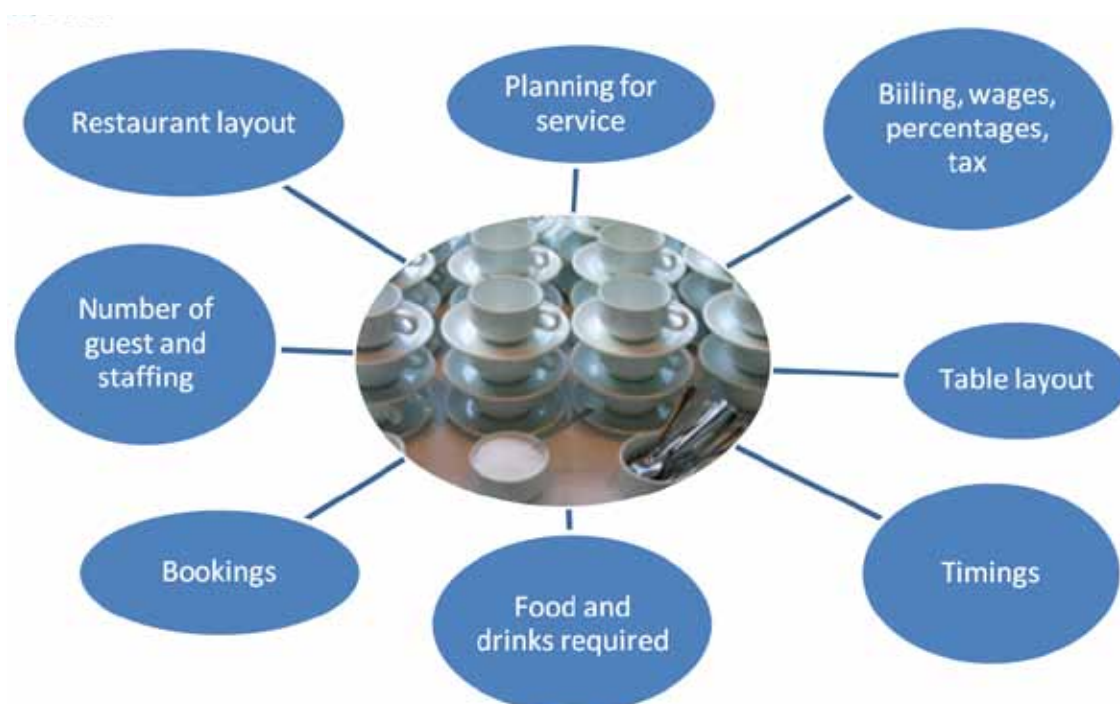 Planning for
service
Biiling, wages,
percentages,
tax
Table layout
Timings
Food and
drinks required
Bookings
Number of
guest and
staffing
Restaurant layout